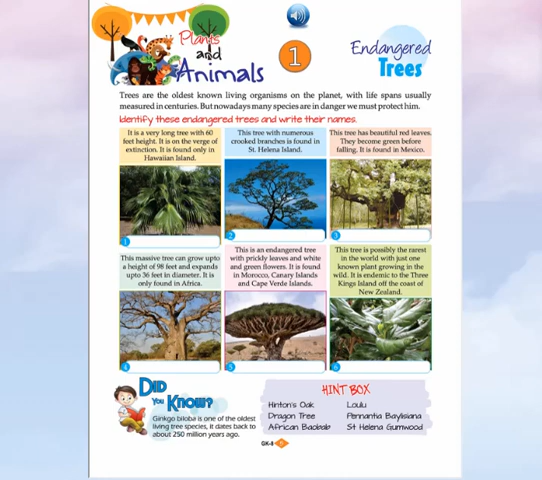 Plants
and
Animals
1
Endangered
Trees
Trees are the oldest known living organisms on the planet, with life spans usually
measured in centuries. But nowadays many species are in danger we must protect him.
Identify these endangered trees and write their names.
It is a very long tree with 60
feet height. It is on the verge of
extinction. It is found only in
Hawaiian Island.
This tree with numerous
crooked branches is found in
St. Helena Island.
This tree has beautiful red leaves.
They become green before
falling. It is found in Mexico.
1
2
3
This massive tree can grow upto
a height of 98 feet and expands
upto 36 feet in diameter. It is
only found in Africa.
This is an endangered tree
with prickly leaves and white
and green flowers. It is found
in Morocco, Canary Islands
and Cape Verde Islands.
This tree is possibly the rarest
in the world with just one
known plant growing in the
wild. It is endemic to the Three
Kings Island off the coast of
New Zealand.
4
5
6
Did
You Know?
Ginkgo biloba is one of the oldest
living tree species, it dates back to
about 250 million years ago.
HINT BOX
Hinton's Oak Loulu
Dragon Tree Pennantia Baylisiana
African Baobab St Helena Gumwood
GK-8 5